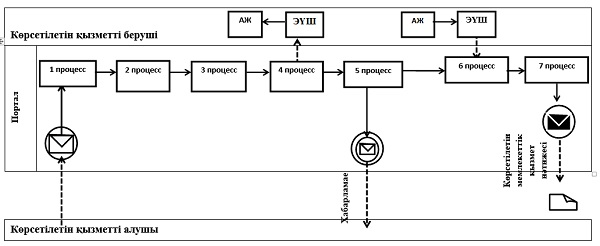 Көрсетілетін қызметті беруші
АЖ
ЭҮШ
АЖ
ЭҮШ
Портал
1 процесс
2 процесс
3 процесс
4 процесс
5 процесс
6 процесс
7 процесс
Хабарламае
Көрсетілетін
мемлекеттік
қызмет
нәтижесі
Көрсетілетін қызметті алушы